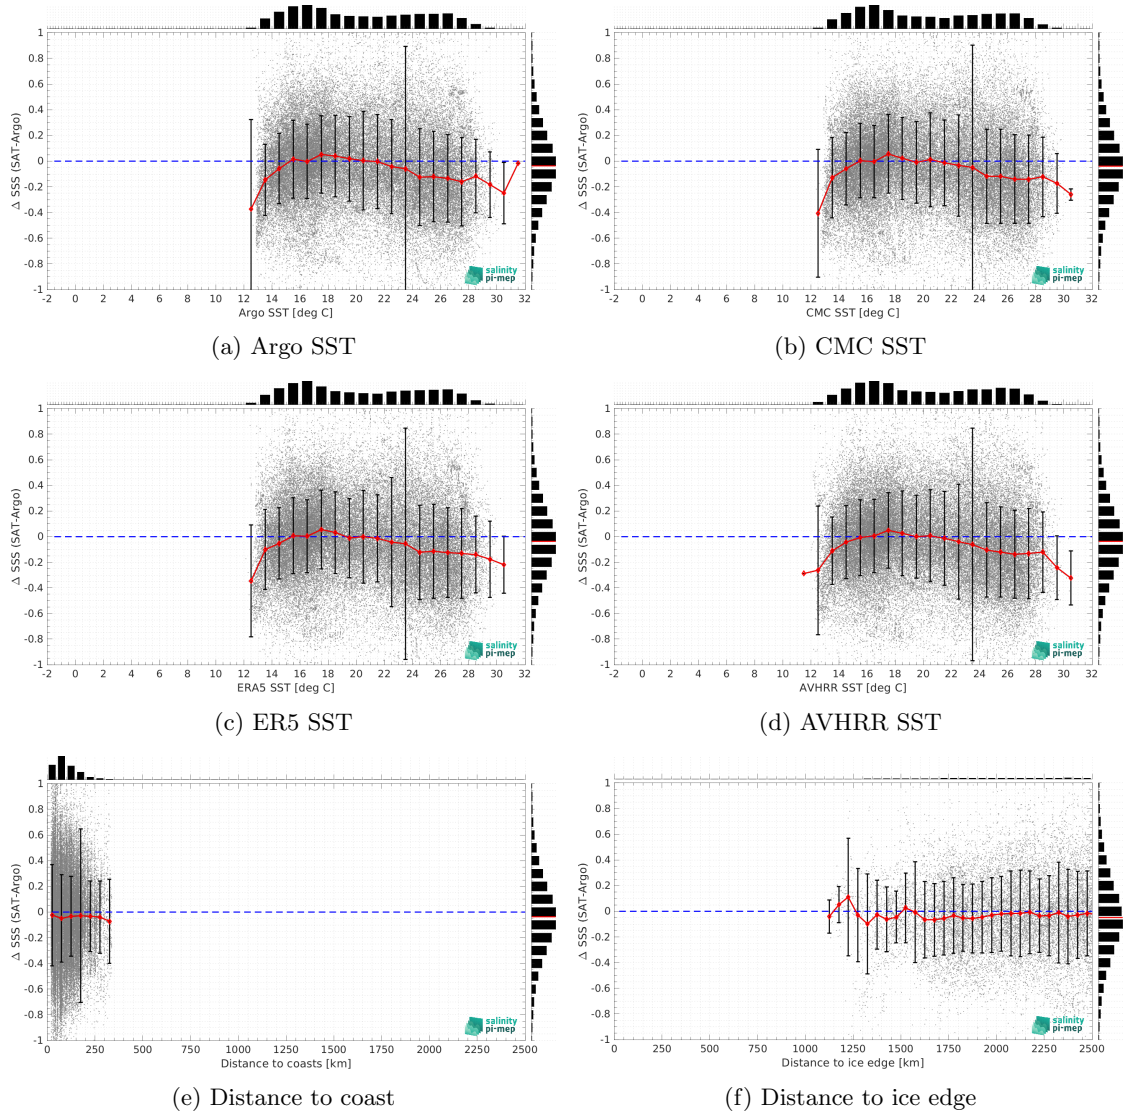 1
0.8
0.6
0.4
0.2
0
-0.2
-0.4
-0.6
-0.8
-1
Δ SSS (SAT-Argo)
-2 0 2 4 6 8 10 12 14 16 18 20 22 24 26 28 30 32
Argo SST [deg C]
salinity
pi-mep
(a) Argo SST
1
0.8
0.6
0.4
0.2
0
-0.2
-0.4
-0.6
-0.8
-1
Δ SSS (SAT-Argo)
-2 0 2 4 6 8 10 12 14 16 18 20 22 24 26 28 30 32
CMC SST [deg C]
salinity
pi-mep
(b) CMC SST
1
0.8
0.6
0.4
0.2
0
-0.2
-0.4
-0.6
-0.8
-1
Δ SSS (SAT-Argo)
-2 0 2 4 6 8 10 12 14 16 18 20 22 24 26 28 30 32
ERA5 SST [deg C]
salinity
pi-mep
(c) ER5 SST
1
0.8
0.6
0.4
0.2
0
-0.2
-0.4
-0.6
-0.8
-1
Δ SSS (SAT-Argo)
-2 0 2 4 6 8 10 12 14 16 18 20 22 24 26 28 30 32
AVHRR SST [deg C]
salinity
pi-mep
(d) AVHRR SST
1
0.8
0.6
0.4
0.2
0
-0.2
-0.4
-0.6
-0.8
-1
Δ SSS (SAT-Argo)
0 250 500 750 1000 1250 1500 1750 2000 2250 2500
Distance to coasts [km]
salinity
pi-mep
(e) Distance to coast
1
0.8
0.6
0.4
0.2
0
-0.2
-0.4
-0.6
-0.8
-1
Δ SSS (SAT-Argo)
0 250 500 750 1000 1250 1500 1750 2000 2250 2500
Distance to ice edge [km]
salinity
pi-mep
(f) Distance to ice edge